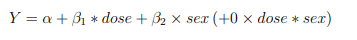 Y = α + β₁ * dose + β₂ × sex (+0 × dose * sex)